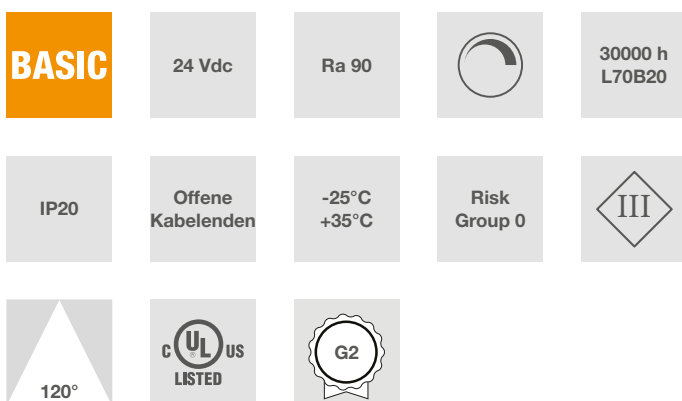 BASIC
24 Vdc
Ra 90
30000 h
L70B20
IP20
Offene
Kabelenden
-25°C
+35°C
Risk
Group 0
III
120°
C UL® US
LISTED
G2